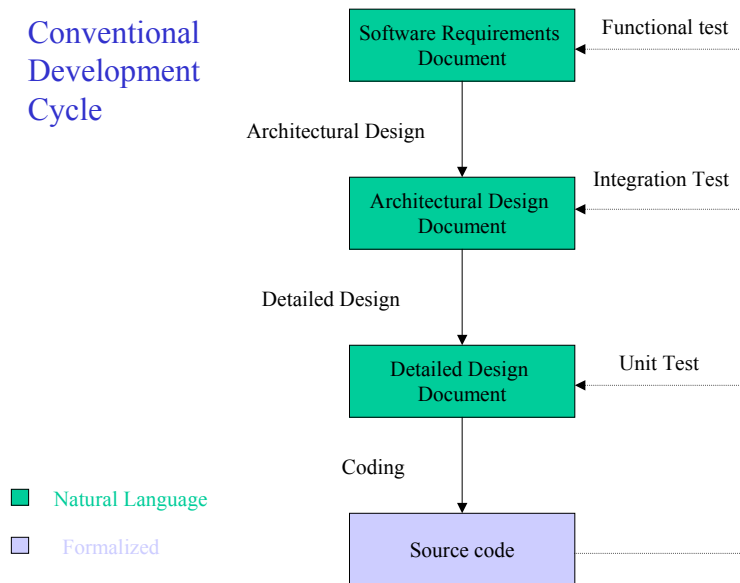 Conventional
Development
Cycle
Software Requirements
Document
Functional test
Architectural Design
Architectural Design
Document
Integration Test
Detailed Design
Detailed Design
Document
Unit Test
Coding
Natural Language
Formalized
Source code